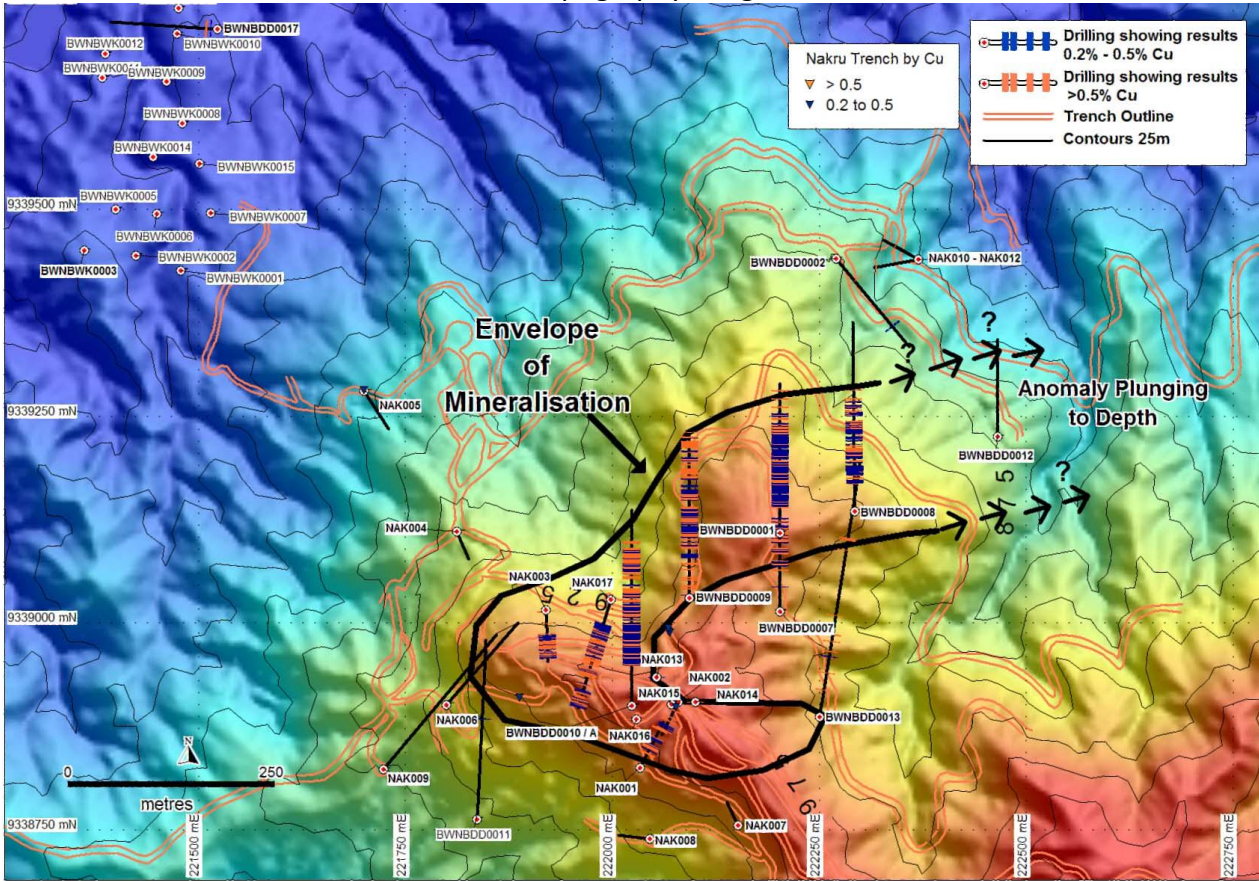 BWNBDD0017
BWNBWK0012
BWNBWK0010
BWNBWK0009
BWNBWK0008
BWNBWK0014
BWNBWK0015
BWNBWK0005
9339500 mN
BWNBWK0007
BWNBWK0006
BWNBWK0002
BWNBWK0003
BWNBWK0001
Nakru Trench by Cu
> 0.5
0.2 to 0.5
Drilling showing results
0.2% - 0.5% Cu
Drilling showing results
>0.5% Cu
Trench Outline
Contours 25m
BWNBDD0002
NAK010 - NAK012
Envelope
of
Mineralisation
?
?
Anomaly Plunging
to Depth
NAK005
9339250 mN
BWNBDD0012
?
875
NAK004
BWNBDD0001
BWNBDD0008
NAK003
NAK017
625
BWNBDD0009
9339000 mN
BWNBDD0007
NAK013
NAK002
NAK015
NAK014
NAK006
BWNBDD0013
BWNBDD0010 / A
NAK016
NAK009
NAK001
N
0
250
metres
BWNBDD0011
NAK007
NAK008
9338750 mN
221500 mE
221750 mE
222000 mE
222250 mE
222500 mE
222750 mE